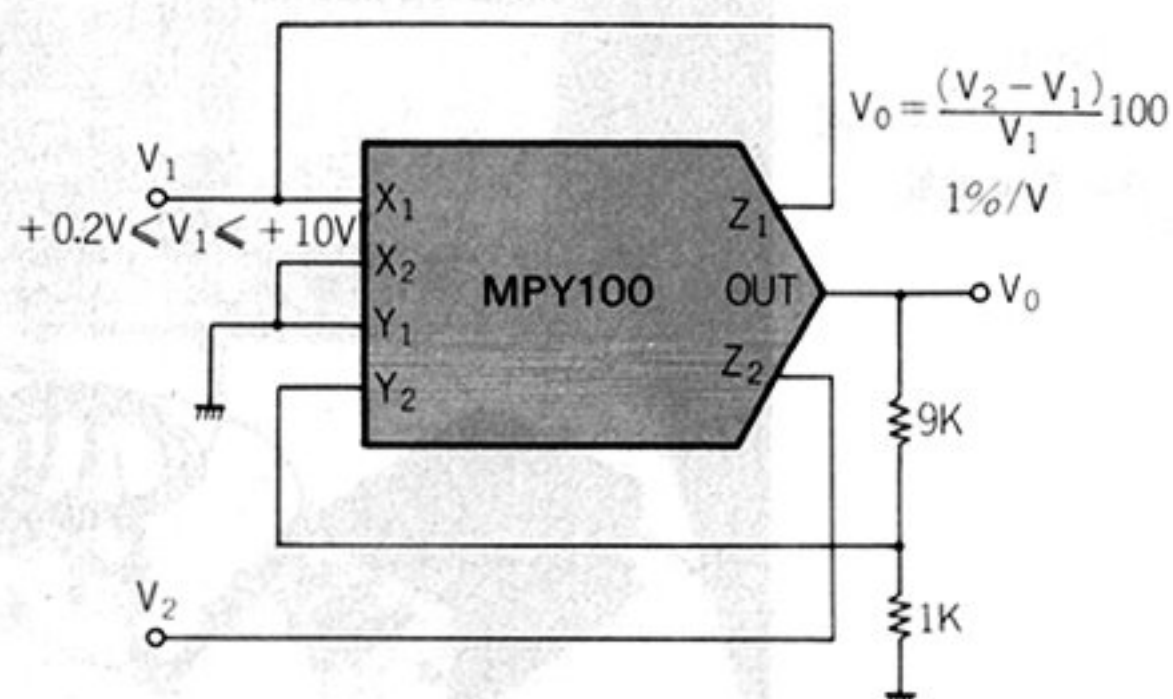 V₁
+0.2V<V₁<+10V
X₁
X₂
Y₁
Y₂
MPY100
Z₁
OUT
Z₂
V₀ = (V₂ − V₁)/V₁ 100
1%/V
V₀
9K
1K
V₂